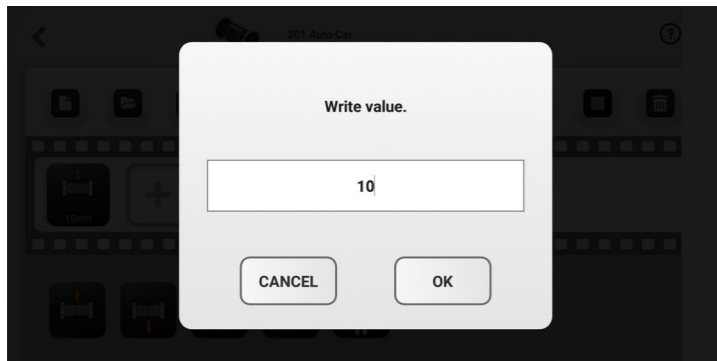 201 Auto Car
?
Write value.
10
10cm
CANCEL
OK